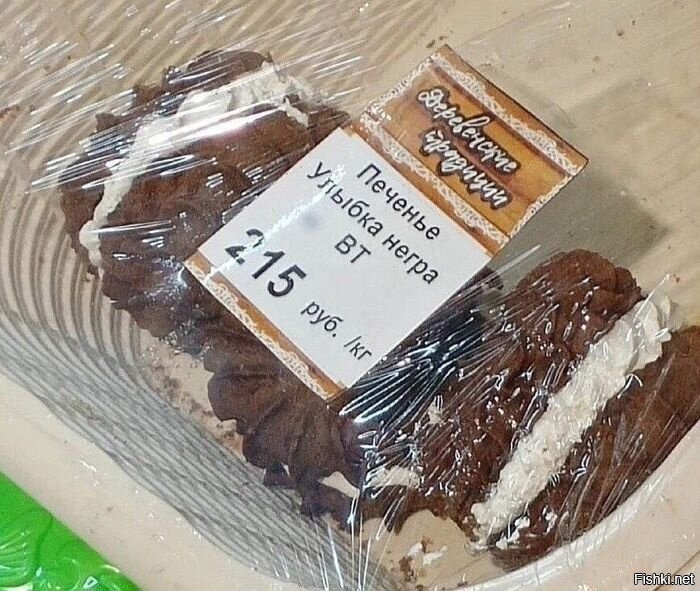 Деревенские
традиции
Печенье
Улыбка негра
ВТ
215 руб. /кг
Fishki.net